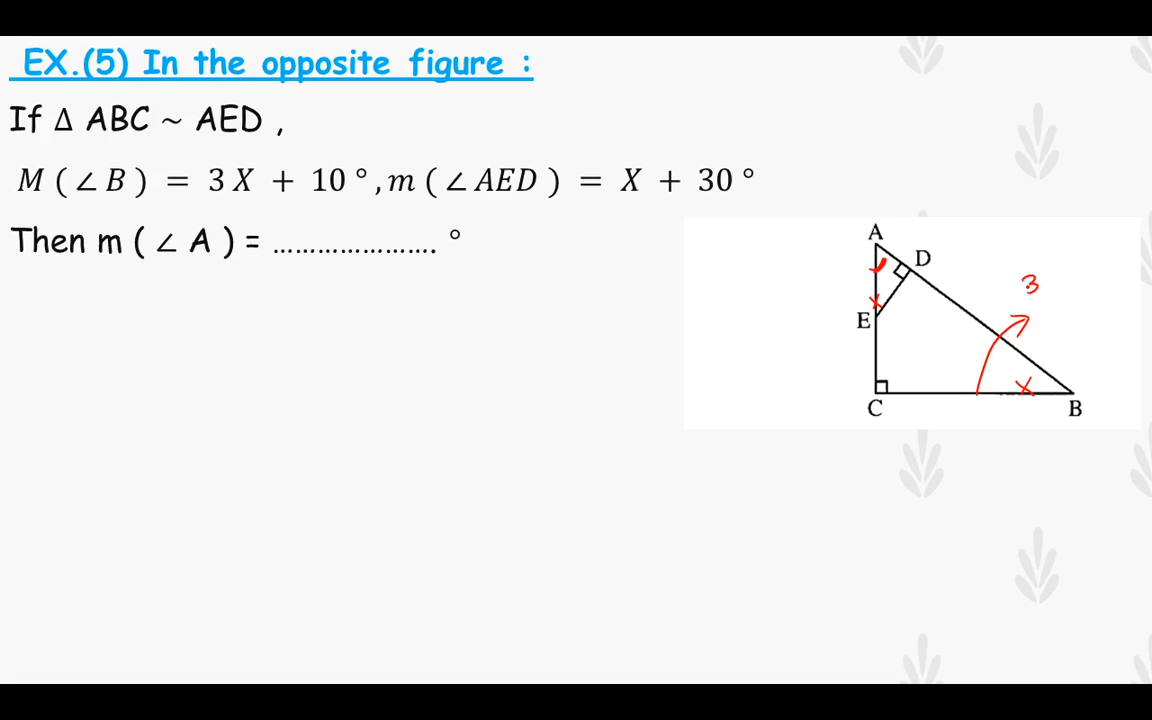 EX.(5) In the opposite figure :
If Δ ABC ~ AED ,
M ( ∠ B ) = 3 X + 10 ° , m ( ∠ AED ) = X + 30 °
Then m ( ∠ A ) = .................... °
A
D
3
E
C
B